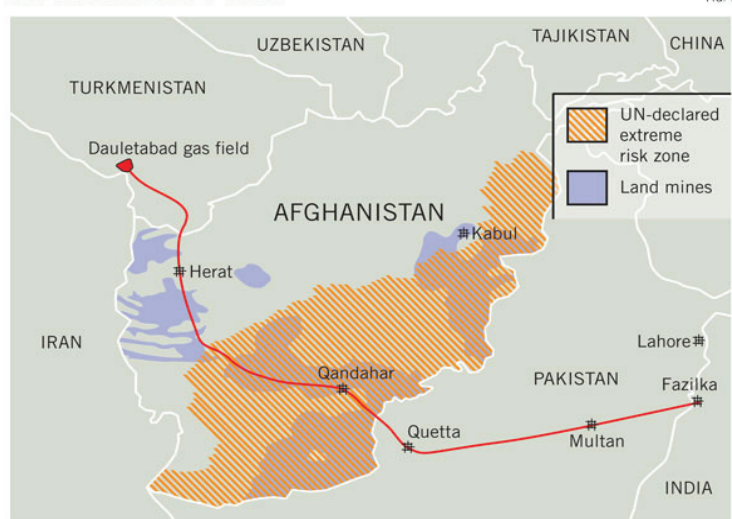 UZBEKISTAN
TAJIKISTAN
CHINA
TURKMENISTAN
UN-declared
extreme
risk zone
Land mines
Dauletabad gas field
AFGHANISTAN
Kabul
Herat
IRAN
Lahore
Qandahar
PAKISTAN
Fazilka
Quetta
Multan
INDIA